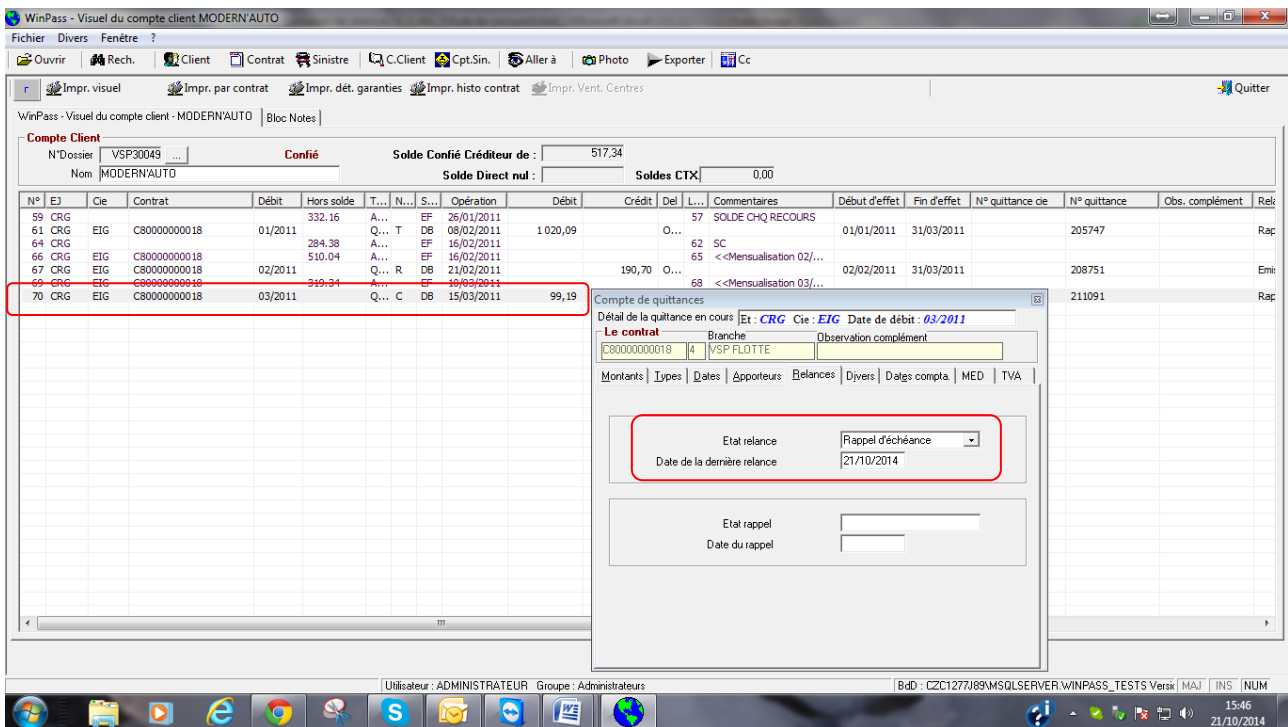 WinPass - Visuel du compte client MODERN'AUTO
Fichier Divers Fenêtre ?
Ouvrir Rech. Client Contrat Sinistre C.Client Cpt.Sin. Aller à Photo Exporter Cc
r Impr. visuel Impr. par contrat Impr. dét. garanties Impr. histo contrat Impr. Vent. Centres Quitter
WinPass - Visuel du compte client - MODERN'AUTO Bloc Notes
Compte Client
N°Dossier VSP30049 ... Confié Solde Confié Créditeur de : 517,34
Nom MODERN'AUTO Solde Direct nul : Soldes CTX 0,00
N° EJ Cie Contrat Débit Hors solde T... N... S... Opération Débit Crédit Del L... Commentaires Début d'effet Fin d'effet N° quittance cie N° quittance Obs. complément Rela
59 CRG 332.16 A... EF 26/01/2011 57 SOLDE CHQ RECOURS
61 CRG EIG C80000000018 01/2011 Q... T DB 08/02/2011 1 020,09 O... 01/01/2011 31/03/2011 205747 Rap
64 CRG 284.38 A... EF 16/02/2011 62 SC
66 CRG EIG C80000000018 510.04 A... EF 16/02/2011 65 <<Mensualisation 02/...
67 CRG EIG C80000000018 02/2011 Q... R DB 21/02/2011 190,70 O... 02/02/2011 31/03/2011 208751 Emis
69 CRG EIG C80000000018 319.34 A... EF 10/03/2011 68 <<Mensualisation 03/...
70 CRG EIG C80000000018 03/2011 Q... C DB 15/03/2011 99,19 211091 Rap
Compte de quittances
Détail de la quittance en cours Et : CRG Cie : EIG Date de débit : 03/2011
Le contrat Branche Observation complément
C80000000018 4 VSP FLOTTE
Montants Types Dates Apporteurs Relances Divers Dates compta. MED TVA
Etat relance Rappel d'échéance
Date de la dernière relance 21/10/2014
Etat rappel
Date du rappel
Utilisateur : ADMINISTRATEUR Groupe : Administrateurs BdD : CZC1277J89\MSQLSERVER.WINPASS_TESTS Versi MAJ INS NUM
15:46
21/10/2014